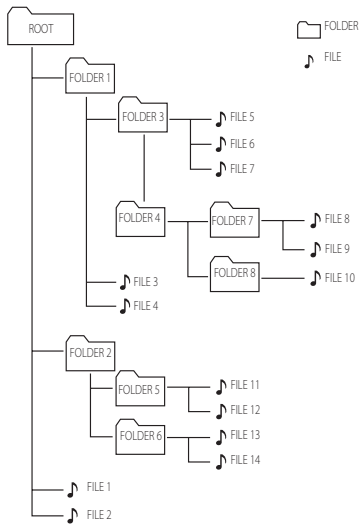 ROOT
FOLDER
FILE
FOLDER 1
FOLDER 3
FILE 5
FILE 6
FILE 7
FOLDER 4
FOLDER 7
FILE 8
FILE 9
FOLDER 8
FILE 10
FILE 3
FILE 4
FOLDER 2
FOLDER 5
FILE 11
FILE 12
FOLDER 6
FILE 13
FILE 14
FILE 1
FILE 2